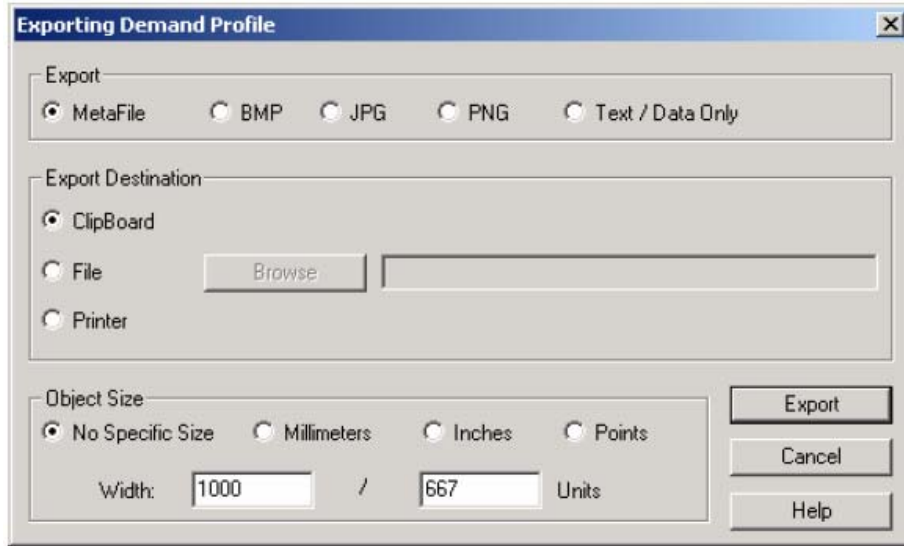 Exporting Demand Profile
Export
MetaFile BMP JPG PNG Text / Data Only
Export Destination
ClipBoard
File Browse
Printer
Object Size
No Specific Size Millimeters Inches Points
Width: 1000 / 667 Units
Export
Cancel
Help